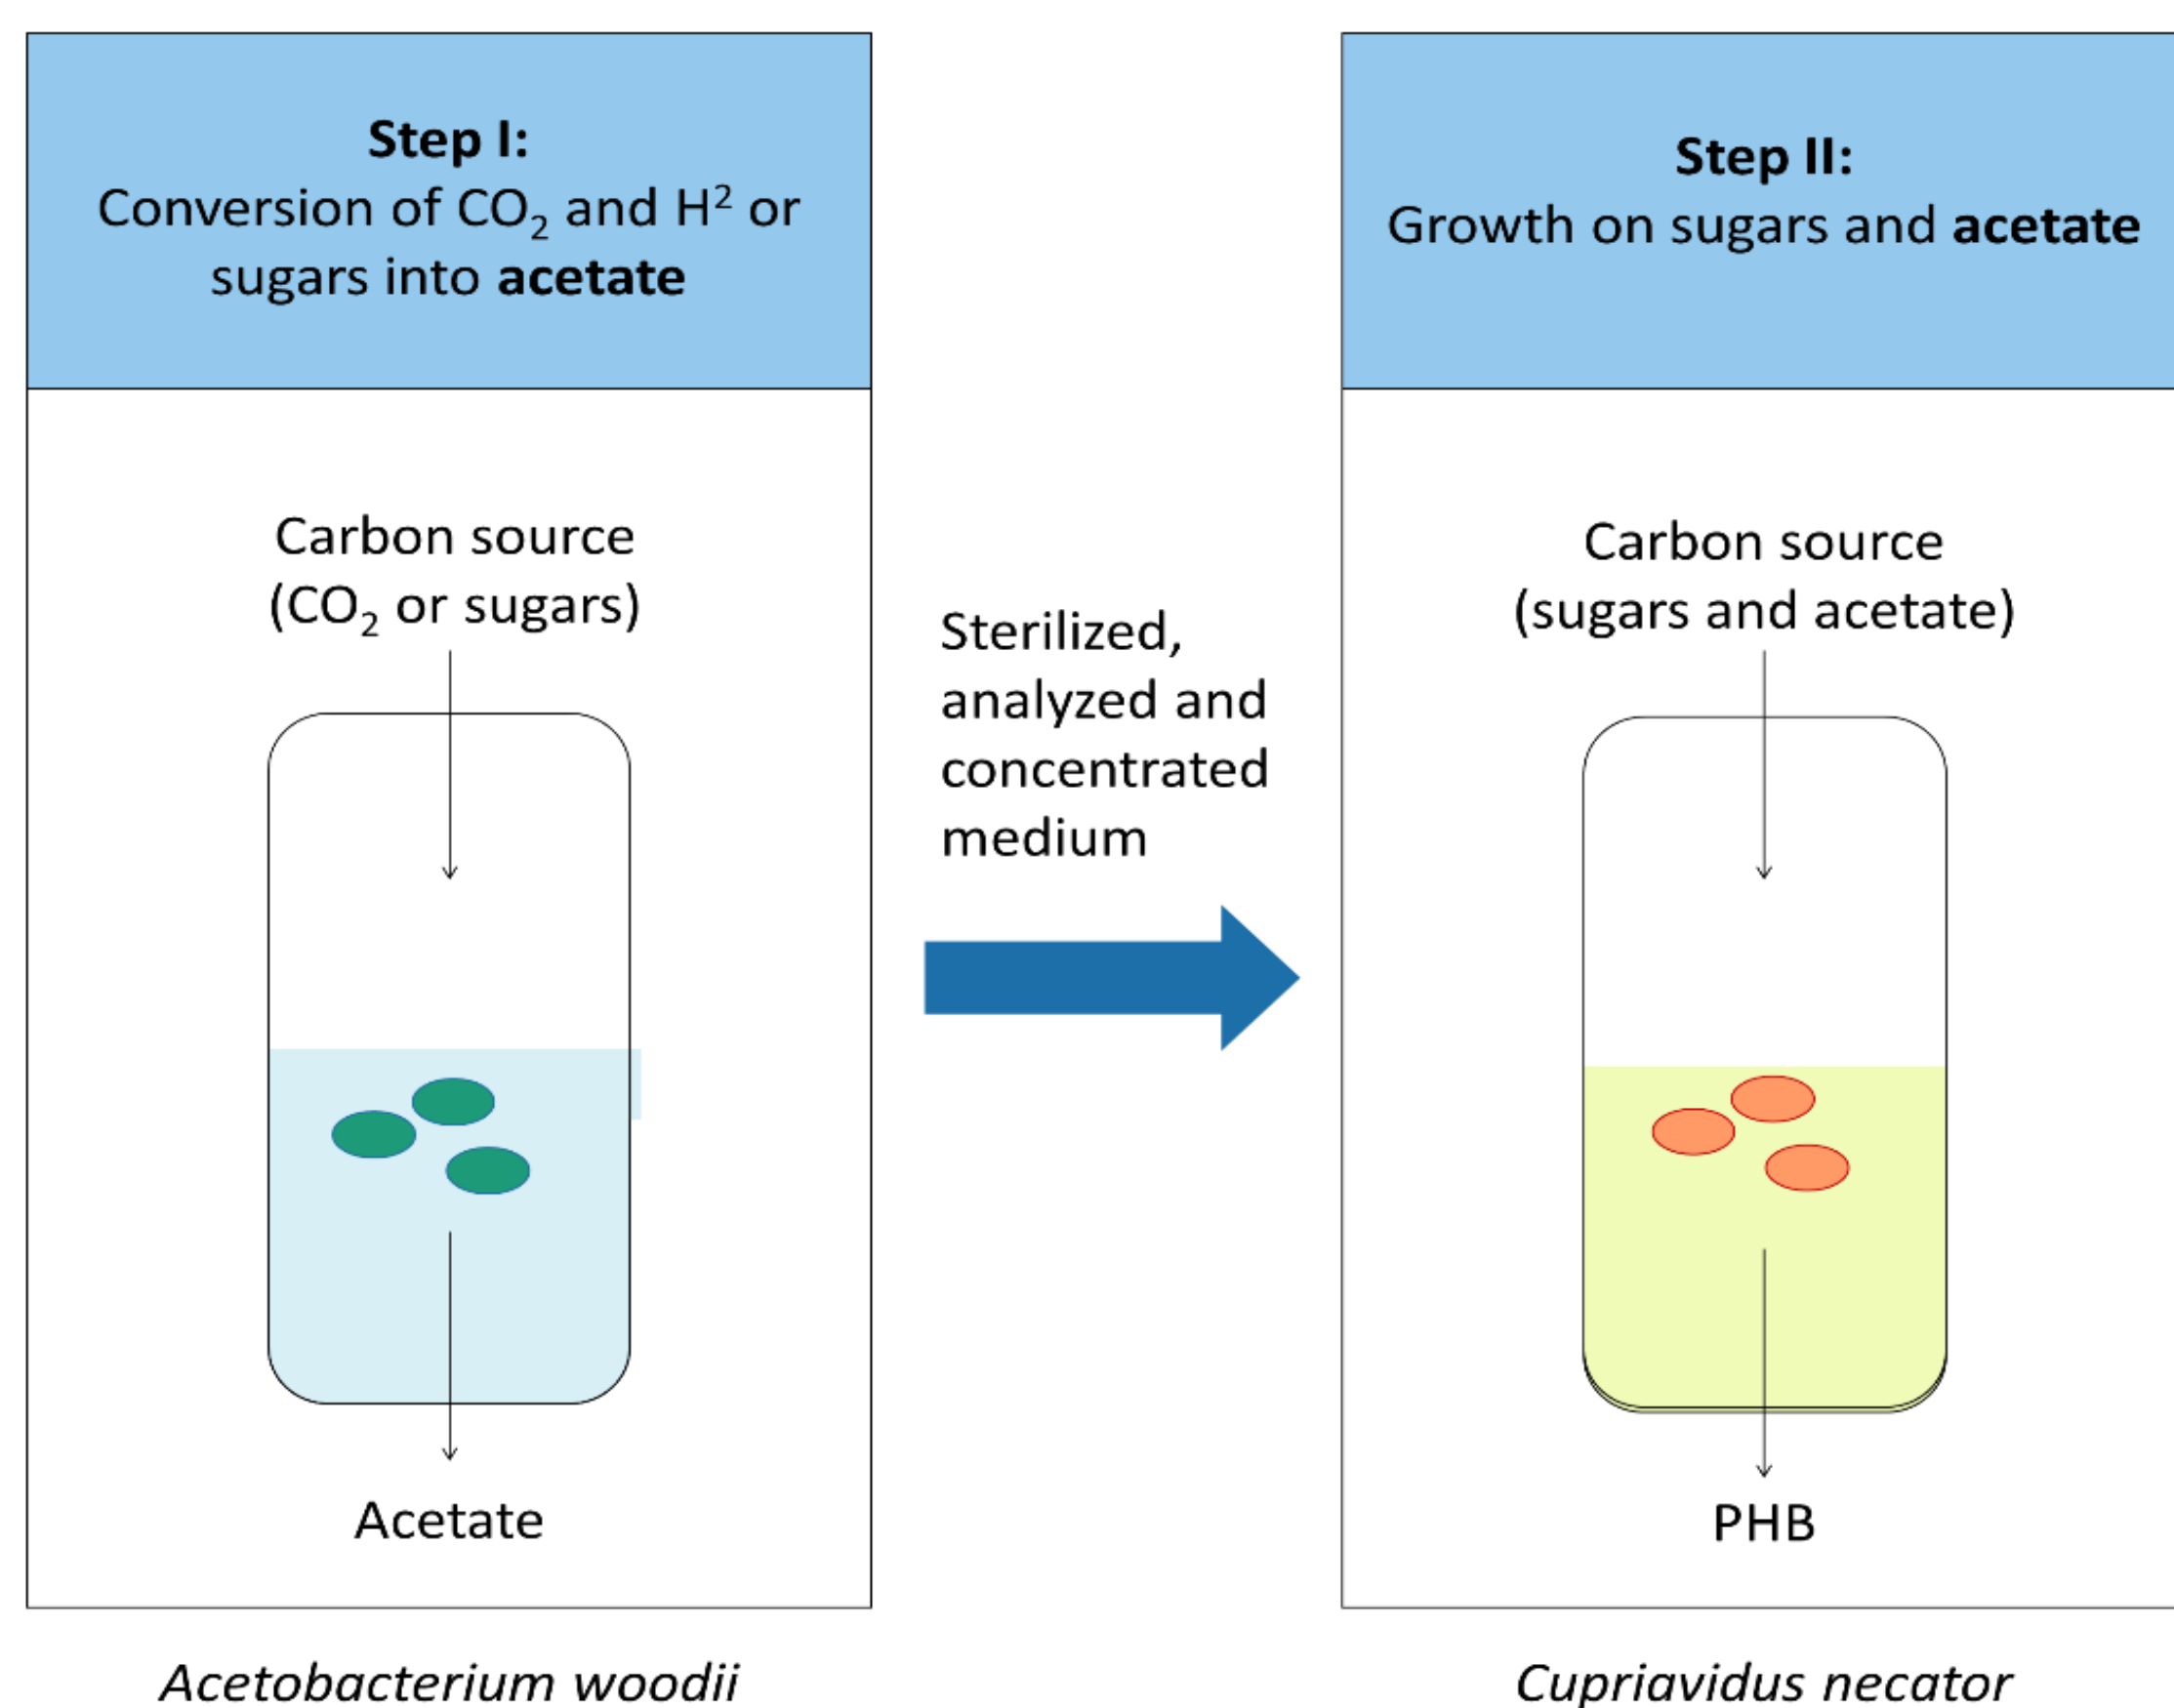 Step I:
Conversion of CO₂ and H² or
sugars into acetate
Carbon source
(CO₂ or sugars)
Acetate
Acetobacterium woodii
Sterilized,
analyzed and
concentrated
medium
Step II:
Growth on sugars and acetate
Carbon source
(sugars and acetate)
PHB
Cupriavidus necator